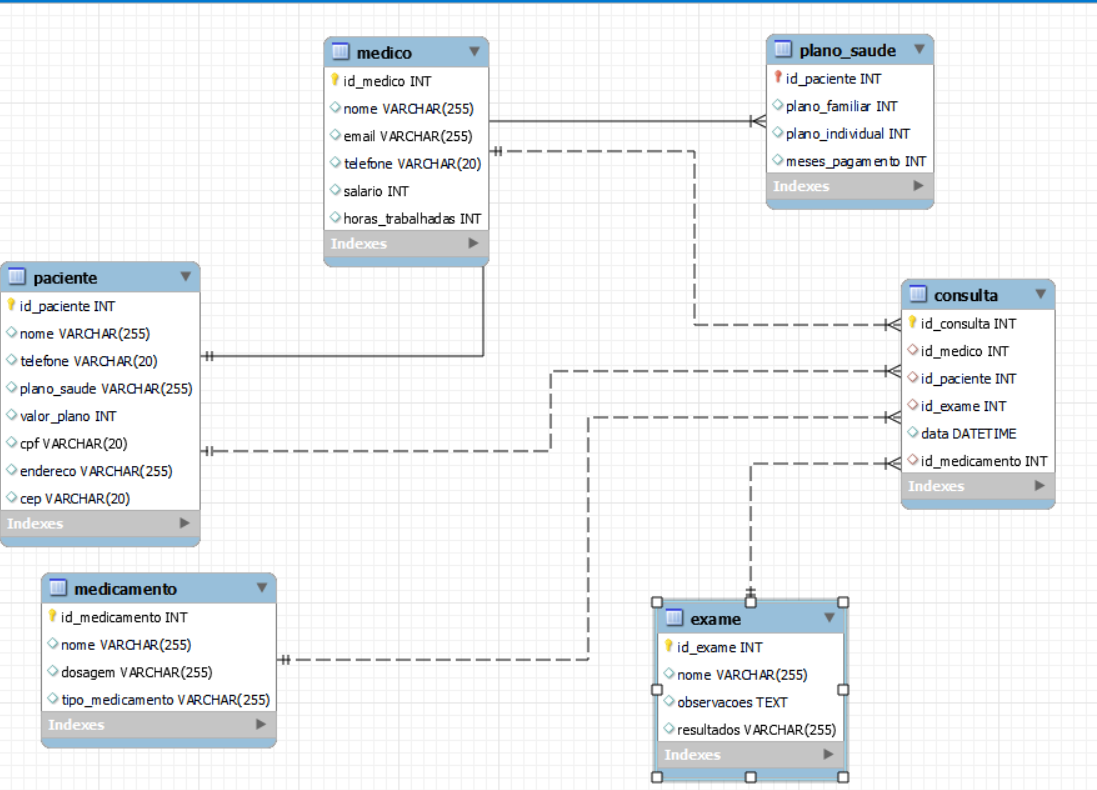 medico
id_medico INT
nome VARCHAR(255)
email VARCHAR(255)
telefone VARCHAR(20)
salario INT
horas_trabalhadas INT
Indexes
plano_saude
id_paciente INT
plano_familiar INT
plano_individual INT
meses_pagamento INT
Indexes
paciente
id_paciente INT
nome VARCHAR(255)
telefone VARCHAR(20)
plano_saude VARCHAR(255)
valor_plano INT
cpf VARCHAR(20)
endereco VARCHAR(255)
cep VARCHAR(20)
Indexes
consulta
id_consulta INT
id_medico INT
id_paciente INT
id_exame INT
data DATETIME
id_medicamento INT
Indexes
medicamento
id_medicamento INT
nome VARCHAR(255)
dosagem VARCHAR(255)
tipo_medicamento VARCHAR(255)
Indexes
exame
id_exame INT
nome VARCHAR(255)
observacoes TEXT
resultados VARCHAR(255)
Indexes